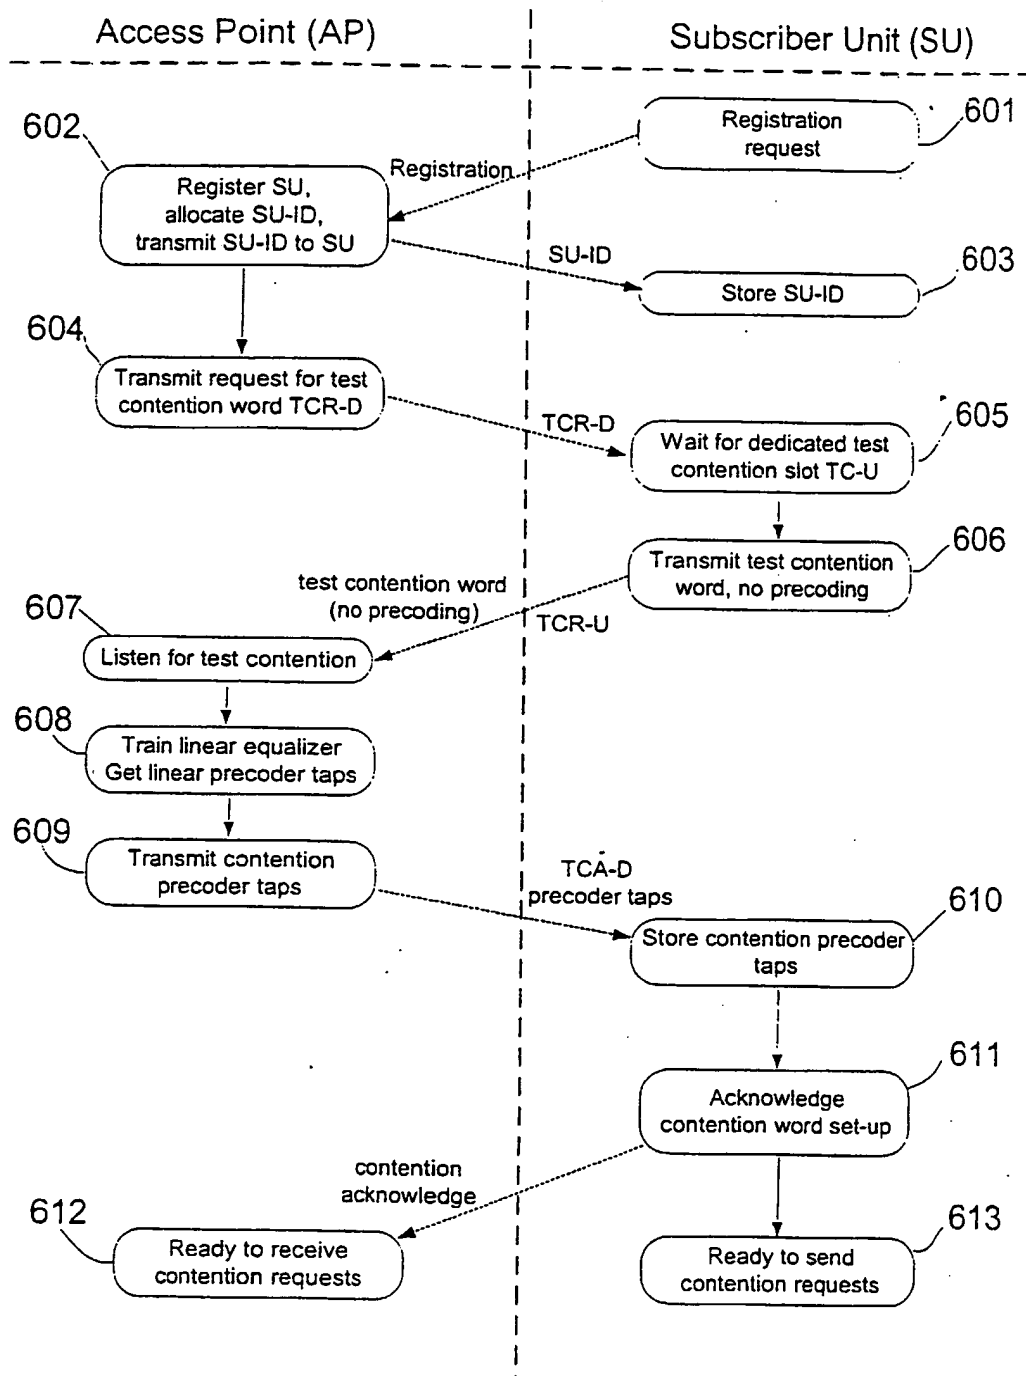 Access Point (AP)
Subscriber Unit (SU)
601
Registration
request
602
Registration
Register SU,
allocate SU-ID,
transmit SU-ID to SU
SU-ID
603
Store SU-ID
604
Transmit request for test
contention word TCR-D
TCR-D
605
Wait for dedicated test
contention slot TC-U
606
Transmit test contention
word, no precoding
test contention word
(no precoding)
TCR-U
607
Listen for test contention
608
Train linear equalizer
Get linear precoder taps
609
Transmit contention
precoder taps
TCA-D
precoder taps
610
Store contention precoder
taps
611
Acknowledge
contention word set-up
contention
acknowledge
612
Ready to receive
contention requests
613
Ready to send
contention requests